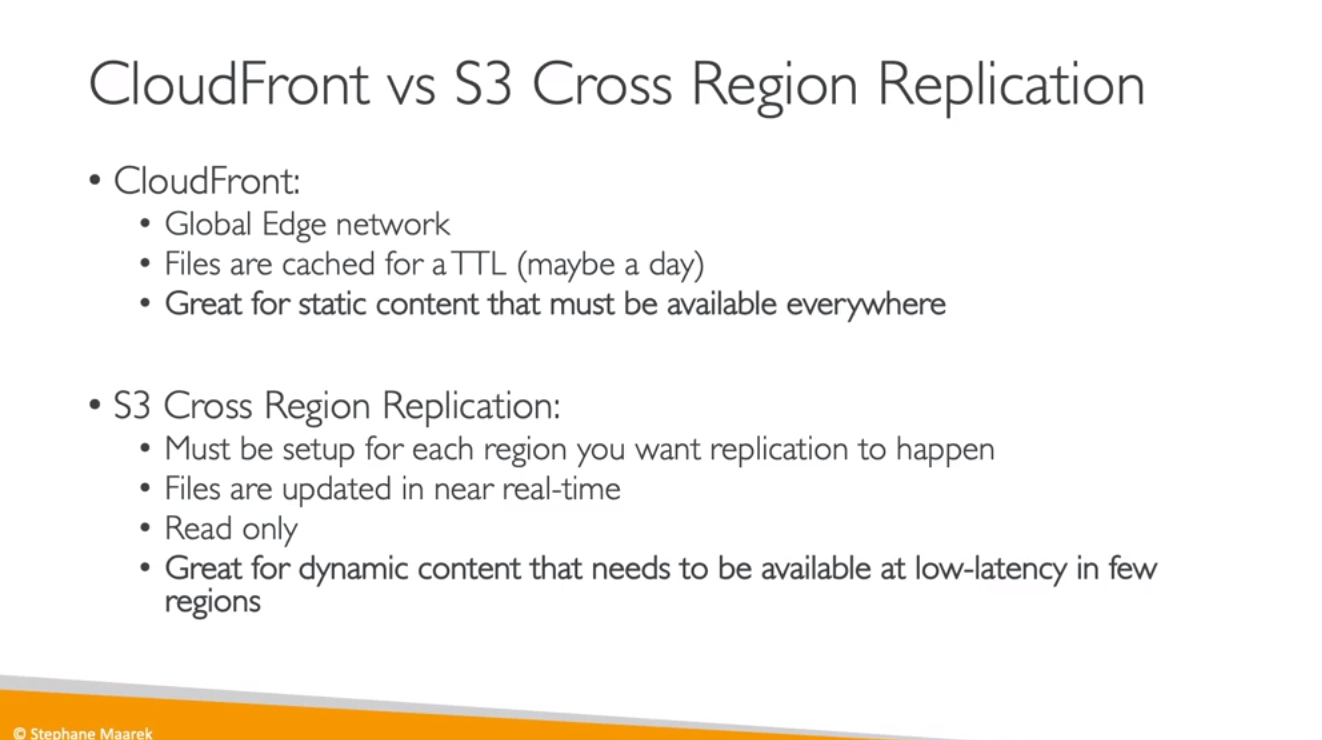 CloudFront vs S3 Cross Region Replication
• CloudFront:
• Global Edge network
• Files are cached for a TTL (maybe a day)
• Great for static content that must be available everywhere
• S3 Cross Region Replication:
• Must be setup for each region you want replication to happen
• Files are updated in near real-time
• Read only
• Great for dynamic content that needs to be available at low-latency in few
regions
© Stephane Maarek